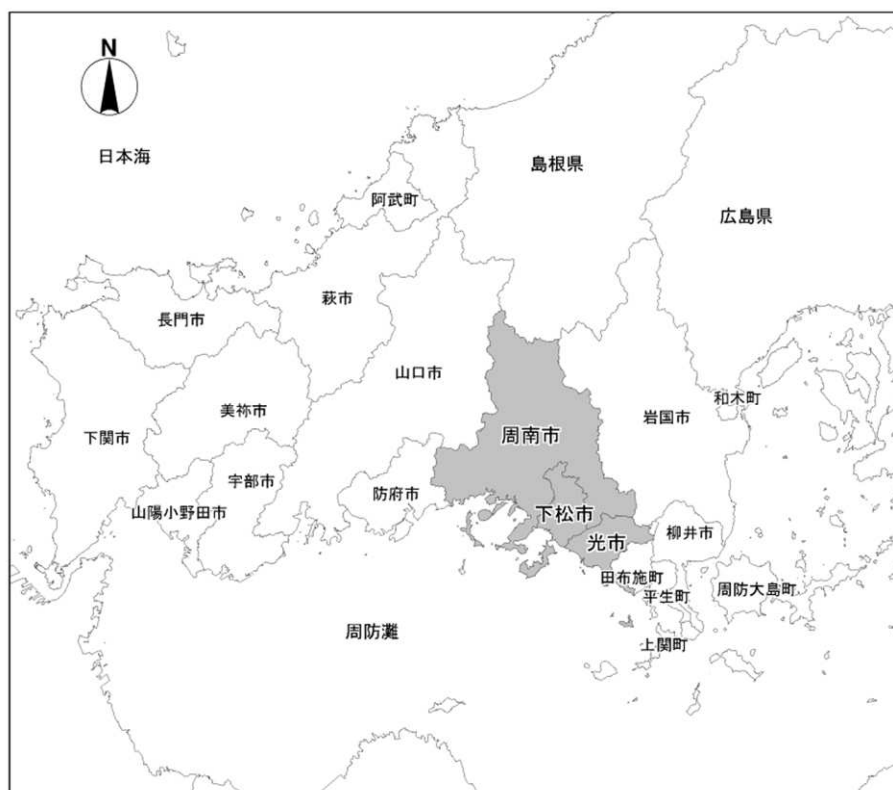 N
日本海
島根県
阿武町
広島県
萩市
長門市
山口市
和木町
美祢市
岩国市
下関市
周南市
宇部市
防府市
山陽小野田市
下松市
柳井市
光市
田布施町
周防大島町
平生町
周防灘
上関町